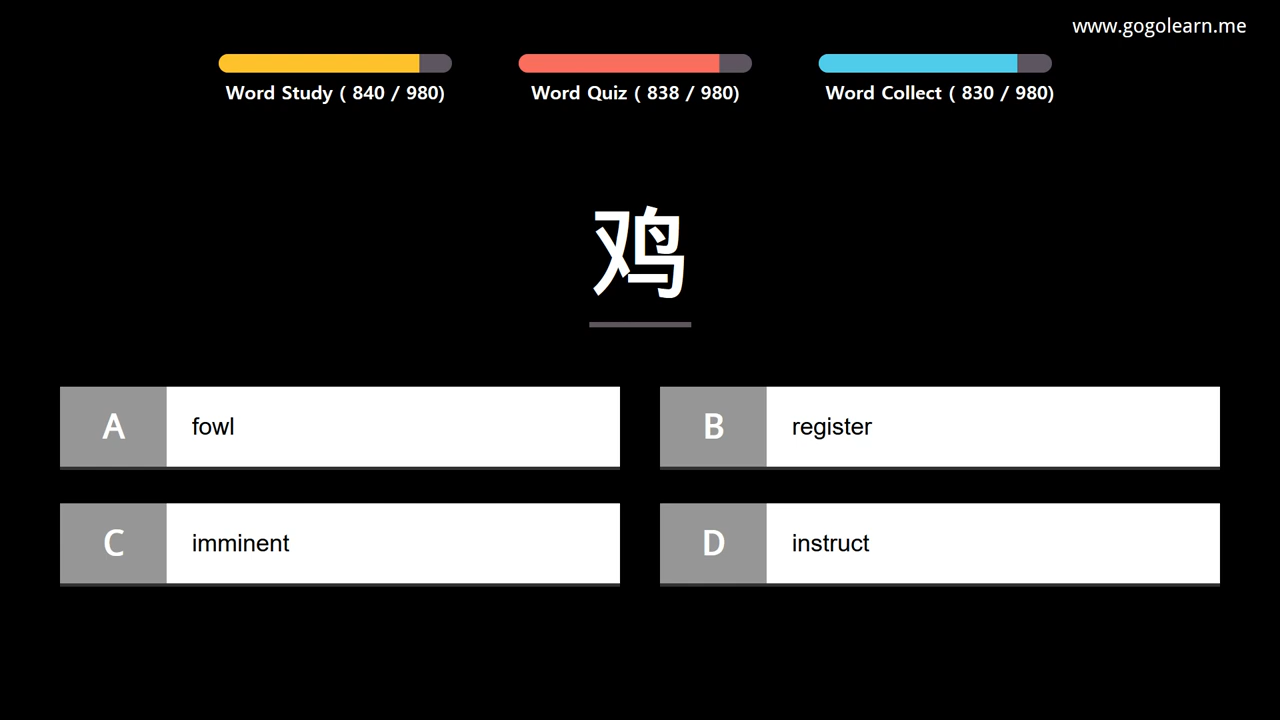 www.gogolearn.me
Word Study ( 840 / 980)
Word Quiz ( 838 / 980)
Word Collect ( 830 / 980)
鸡
A fowl
B register
C imminent
D instruct